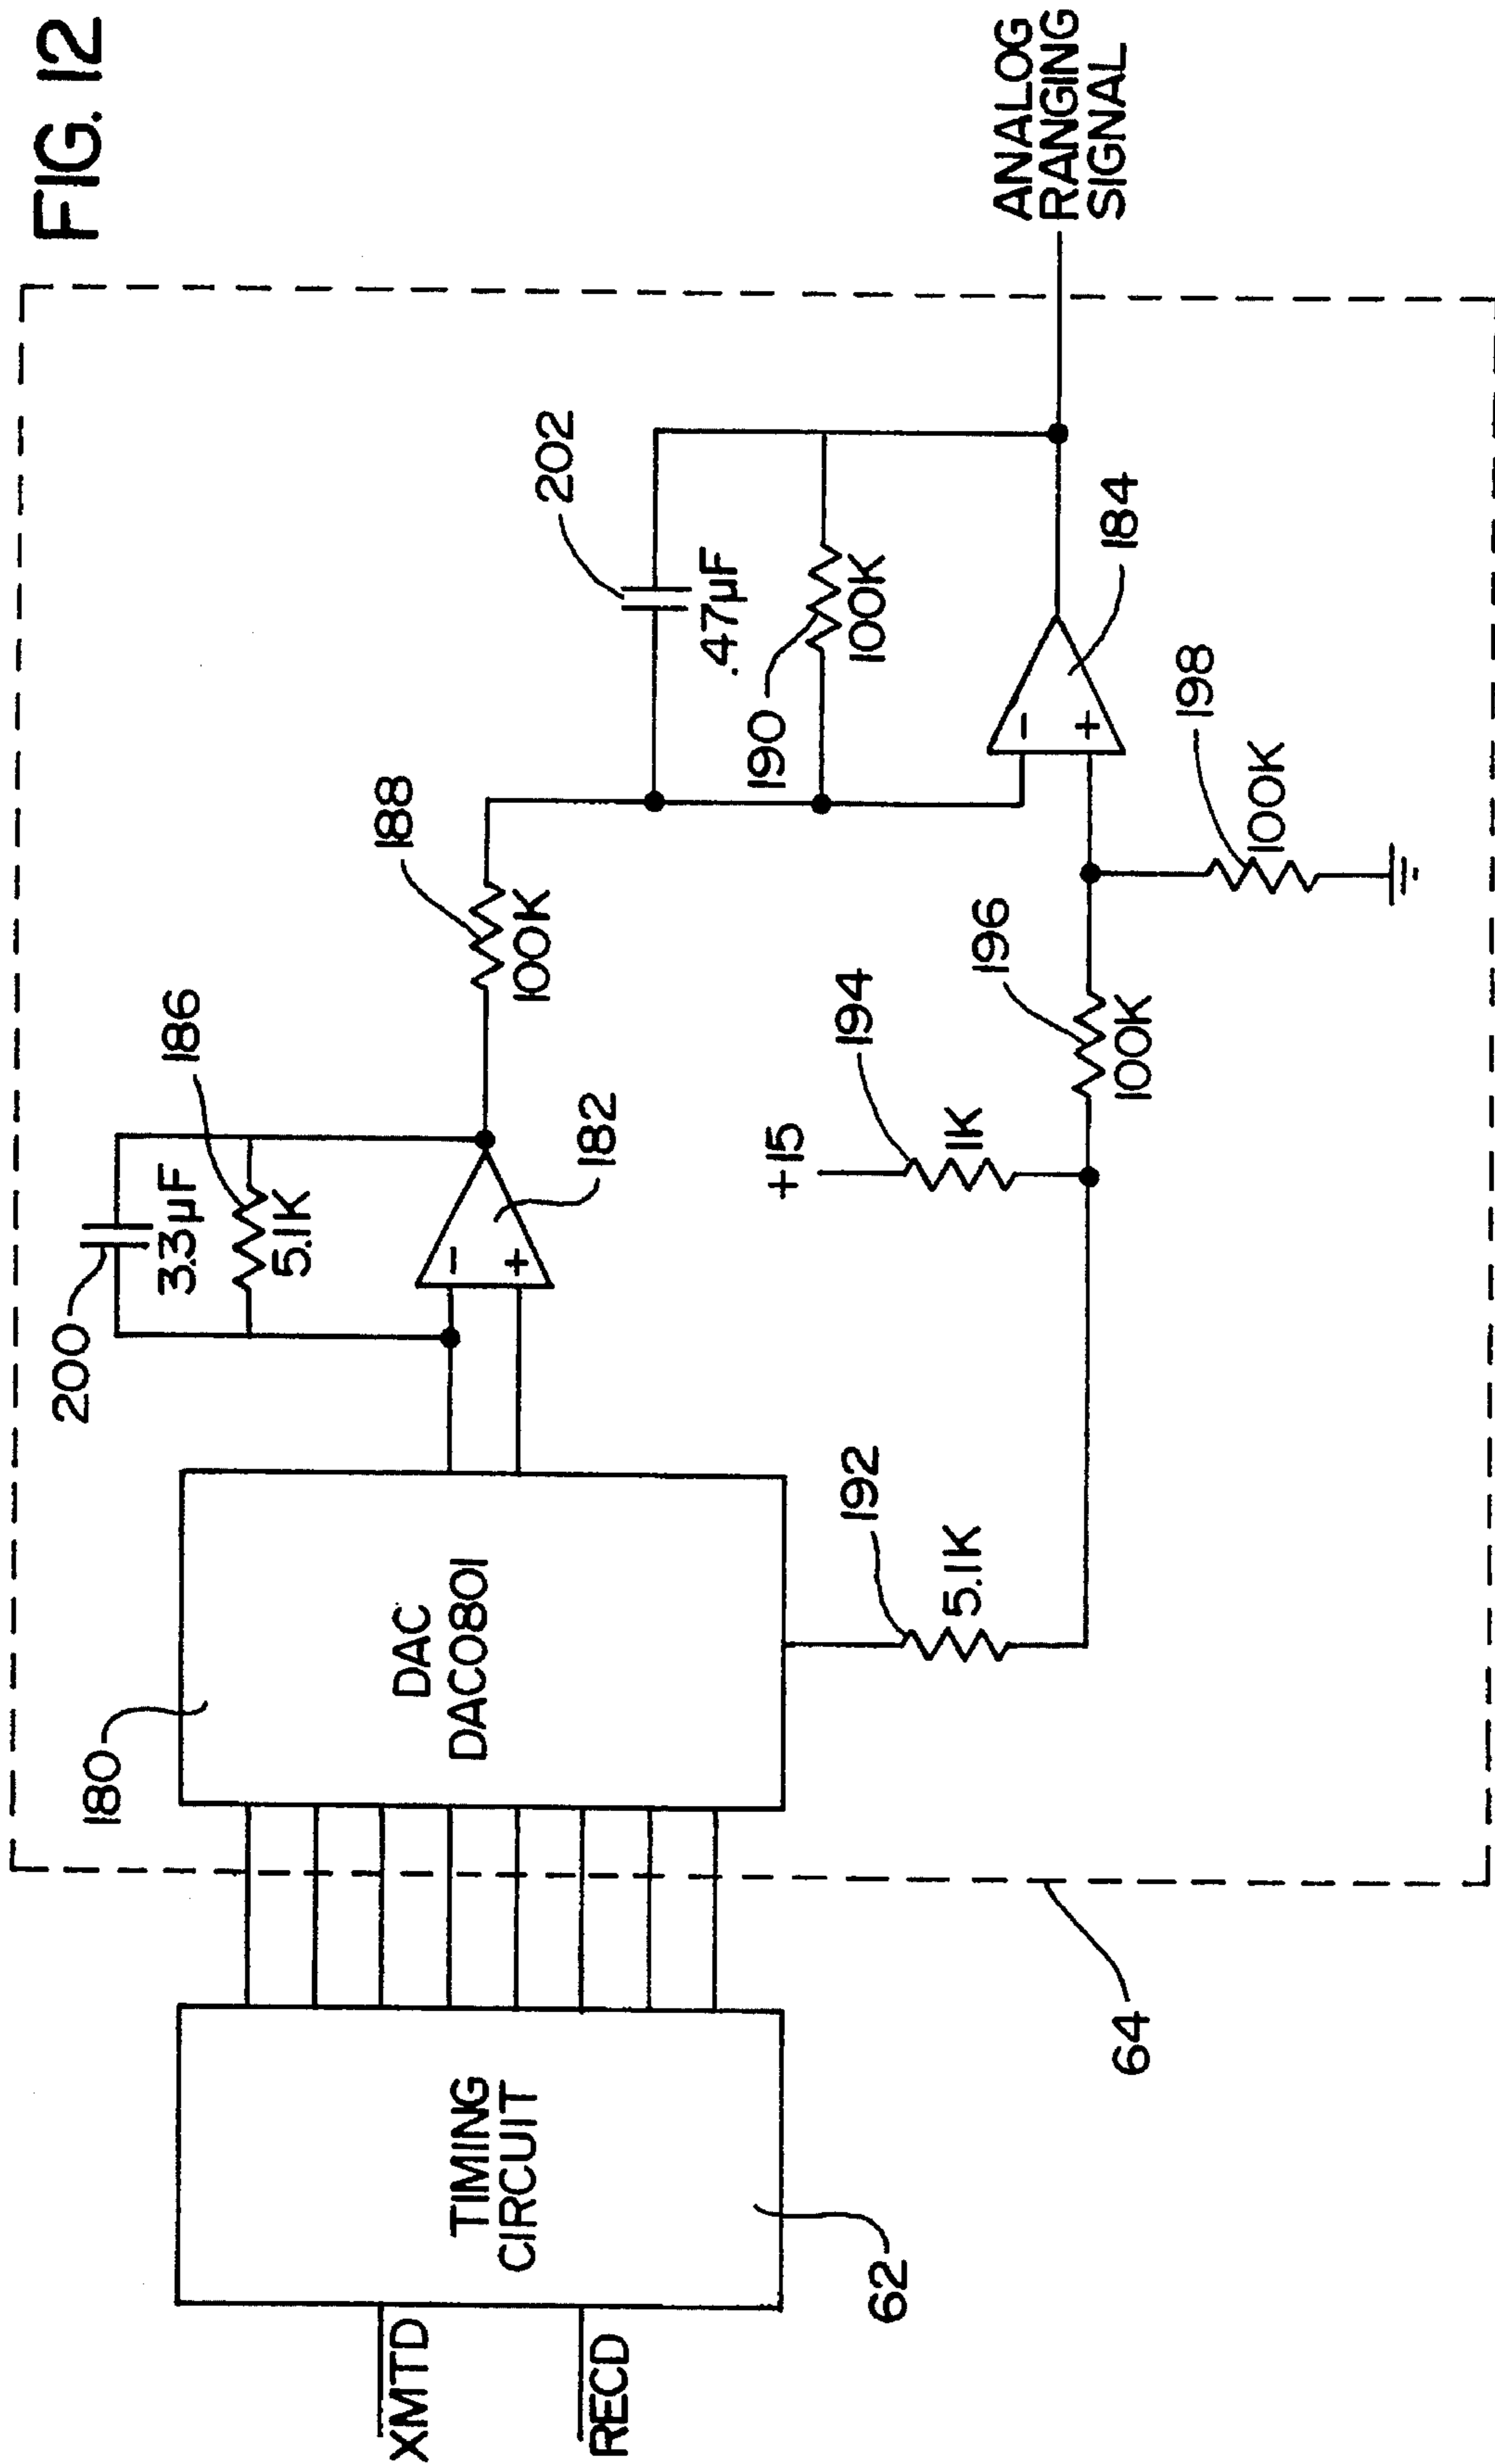 FIG. 12
200
3.3µF
186
5.1K
182
188
100K
202
.47µF
190
100K
184
ANALOG
RANGING
SIGNAL
180
DAC
DAC0801
192
5.1K
+15
194
1K
196
100K
198
100K
XMTD
RECD
TIMING
CIRCUIT
62
64
-
+
-
+